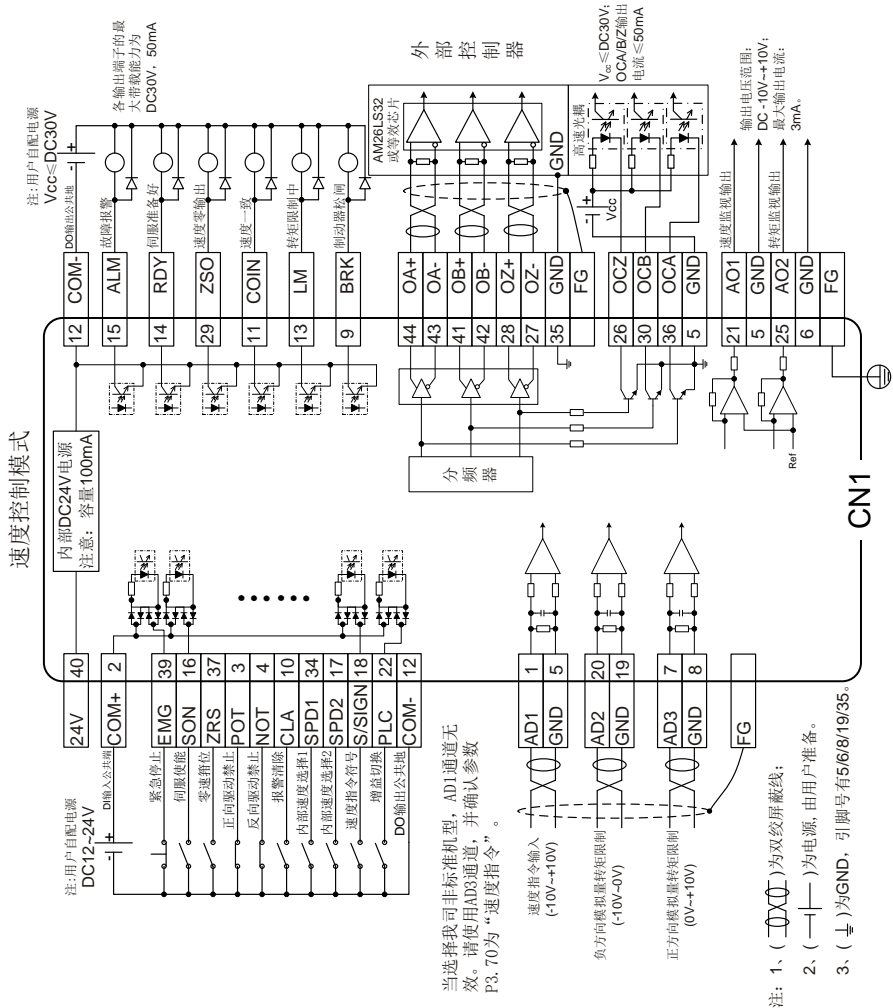 速度控制模式
注:用户自配电源
DC12~24V
DI输入公共端
24V
40
COM+
2
内部DC24V电源
注意：容量100mA
紧急停止
EMG
39
伺服使能
SON
16
零速箝位
ZRS
37
正向驱动禁止
POT
3
反向驱动禁止
NOT
4
报警清除
CLA
10
内部速度选择1
SPD1
34
内部速度选择2
SPD2
17
速度指令符号
S/SIGN
18
增益切换
PLC
22
DO输出公共地
COM-
12
当选择我司非标准机型，AD1通道无
效。请使用AD3通道，并确认参数
P3.70为“速度指令”。
速度指令输入
(-10V~+10V)
AD1
1
GND
5
负方向模拟量转矩限制
(-10V~0V)
AD2
20
GND
19
正方向模拟量转矩限制
(0V~+10V)
AD3
7
GND
8
FG
注:用户自配电源
Vcc≤DC30V
DO输出公共地
12
COM-
各输出端子的最
大带载能力为
DC30V，50mA
15
ALM
故障报警
14
RDY
伺服准备好
29
ZSO
速度零输出
11
COIN
速度一致
13
LM
转矩限制中
9
BRK
制动器松闸
外部控制器
AM26LS32
或等效芯片
分频器
44
OA+
43
OA-
41
OB+
42
OB-
28
OZ+
27
OZ-
35
GND
GND
FG
高速光耦
Vcc≤DC30V;
OCA/B/Z输出
电流≤50mA
Vcc
26
OCZ
30
OCB
36
OCA
5
GND
21
AO1
速度监视输出
5
GND
25
AO2
转矩监视输出
6
GND
FG
输出电压范围:
DC -10V~+10V;
最大输出电流:
3mA。
Ref
CN1
注：1、( )为双绞屏蔽线；
2、( )为电源,由用户准备。
3、( )为GND，引脚号有5/6/8/19/35。